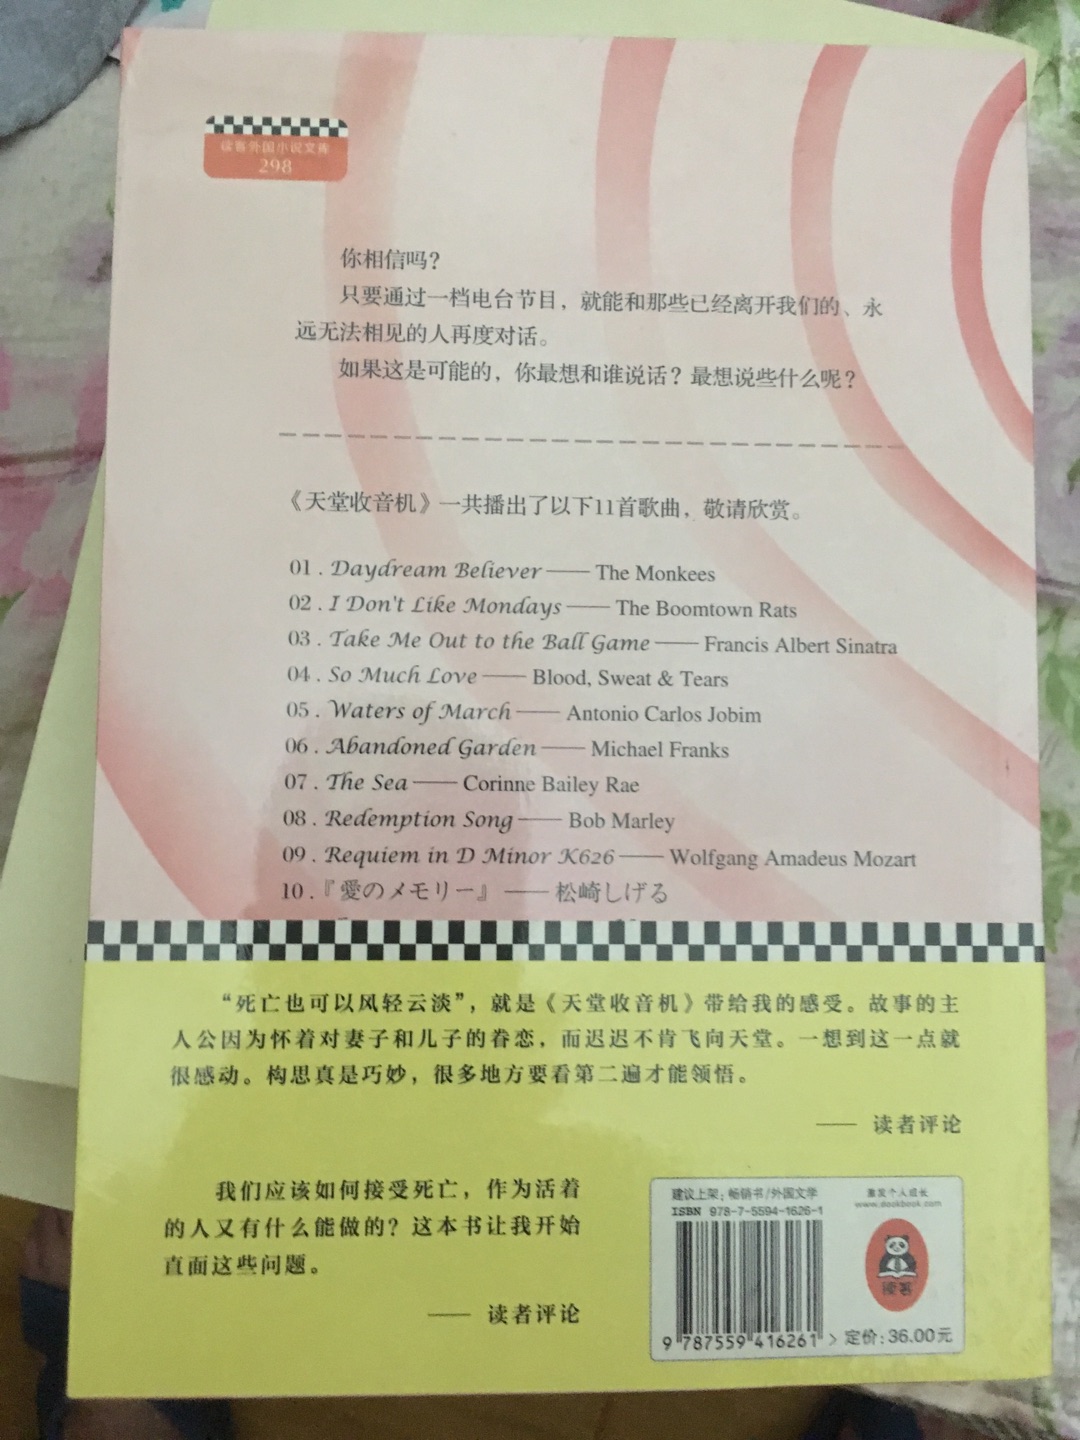 读客外国小说文库
298
你相信吗？
只要通过一档电台节目，就能和那些已经离开我们的、永
远无法相见的人再度对话。
如果这是可能的，你最想和谁说话？最想说些什么呢？
《天堂收音机》一共播出了以下11首歌曲，敬请欣赏。
01 . Daydream Believer —— The Monkees
02 . I Don't Like Mondays —— The Boomtown Rats
03 . Take Me Out to the Ball Game —— Francis Albert Sinatra
04 . So Much Love —— Blood, Sweat & Tears
05 . Waters of March —— Antonio Carlos Jobim
06 . Abandoned Garden —— Michael Franks
07 . The Sea —— Corinne Bailey Rae
08 . Redemption Song —— Bob Marley
09 . Requiem in D Minor K626 —— Wolfgang Amadeus Mozart
10 .『愛のメモリー』 —— 松崎しげる
“死亡也可以风轻云淡”，就是《天堂收音机》带给我的感受。故事的主
人公因为怀着对妻子和儿子的眷恋，而迟迟不肯飞向天堂。一想到这一点就
很感动。构思真是巧妙，很多地方要看第二遍才能领悟。
—— 读者评论
我们应该如何接受死亡，作为活着
的人又有什么能做的？这本书让我开始
直面这些问题。
—— 读者评论
建议上架：畅销书/外国文学
ISBN 978-7-5594-1626-1
激发个人成长
www.dookbook.com
读客
9 787559 416261 >
定价：36.00元